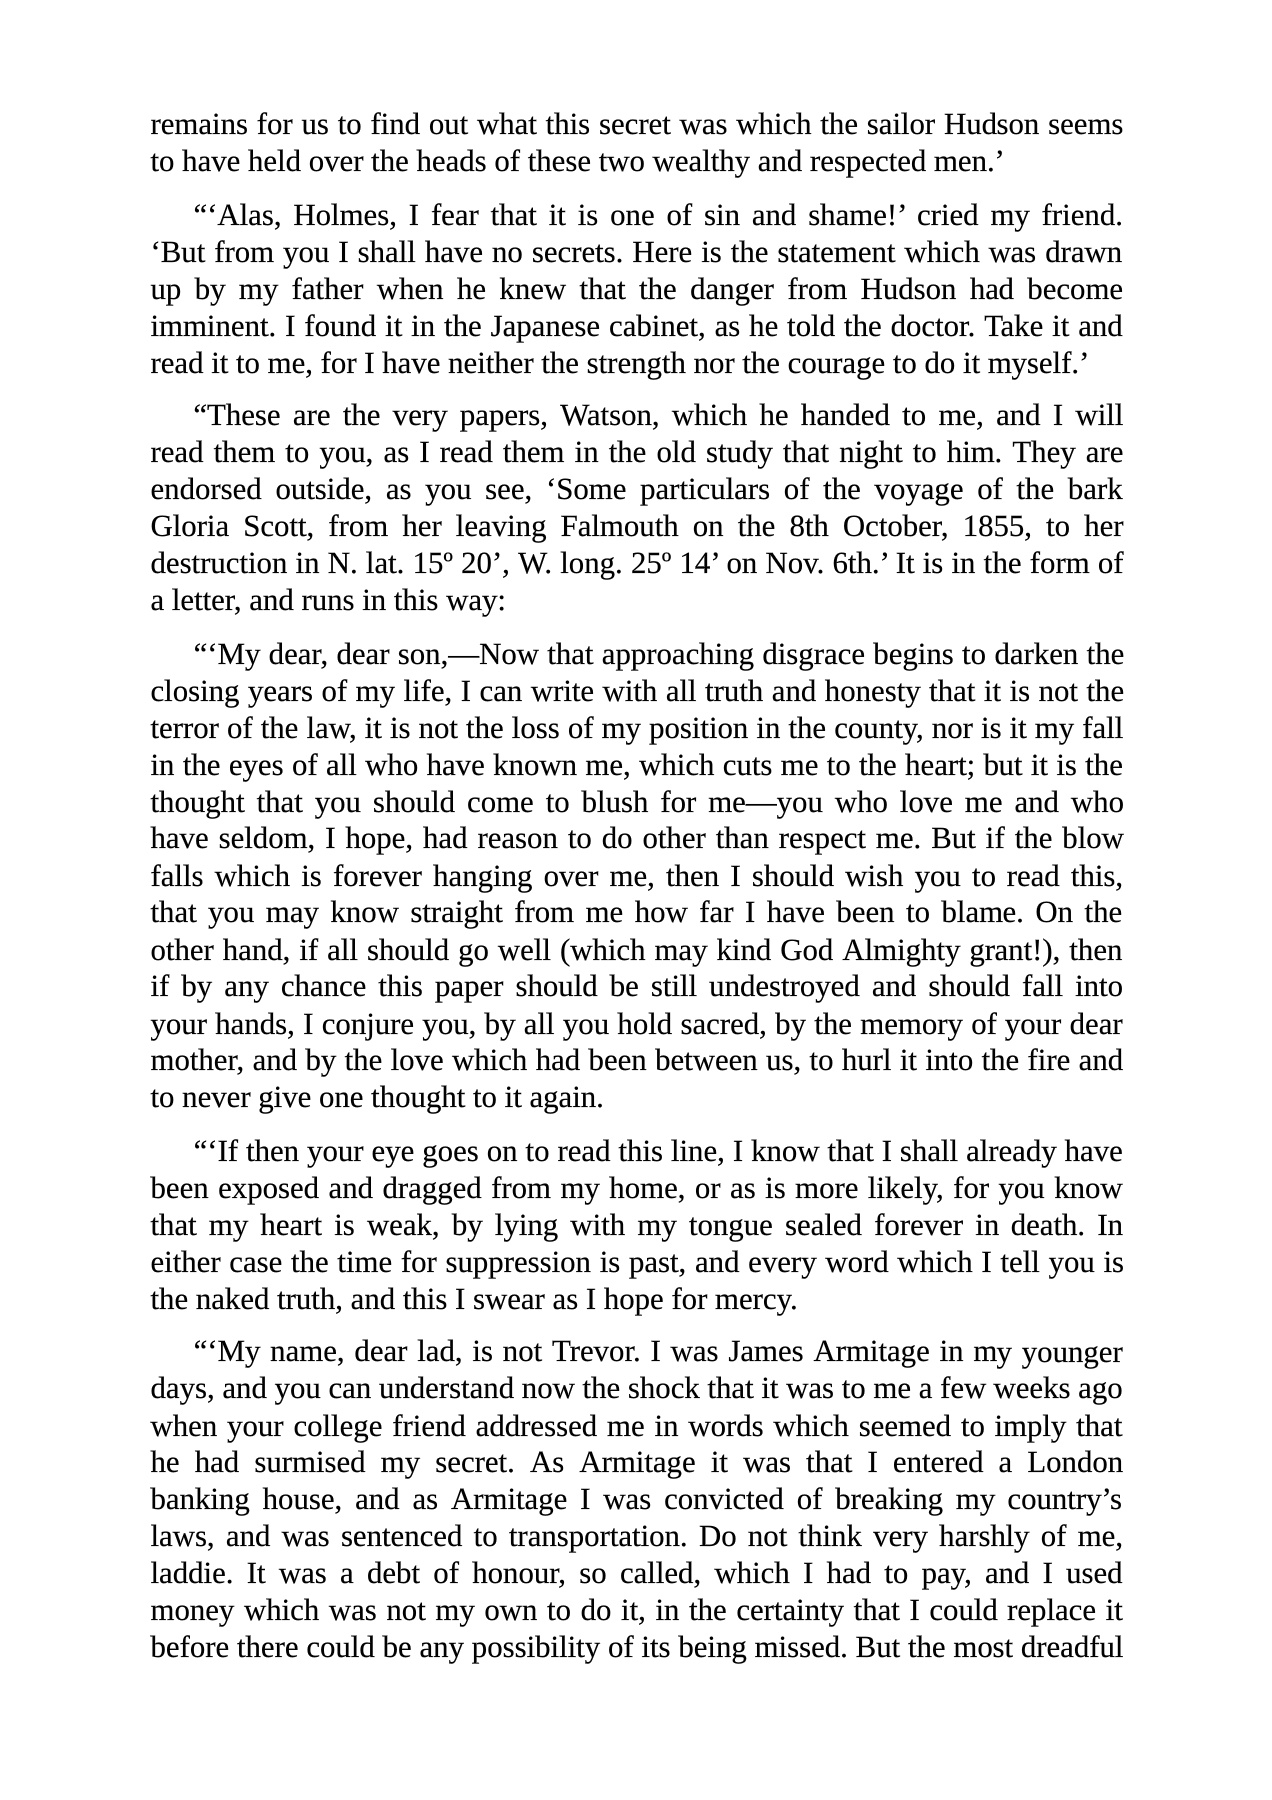 remains for us to find out what this secret was which the sailor Hudson seems
to have held over the heads of these two wealthy and respected men.’
“‘Alas, Holmes, I fear that it is one of sin and shame!’ cried my friend.
‘But from you I shall have no secrets. Here is the statement which was drawn
up by my father when he knew that the danger from Hudson had become
imminent. I found it in the Japanese cabinet, as he told the doctor. Take it and
read it to me, for I have neither the strength nor the courage to do it myself.’
“These are the very papers, Watson, which he handed to me, and I will
read them to you, as I read them in the old study that night to him. They are
endorsed outside, as you see, ‘Some particulars of the voyage of the bark
Gloria Scott, from her leaving Falmouth on the 8th October, 1855, to her
destruction in N. lat. 15º 20’, W. long. 25º 14’ on Nov. 6th.’ It is in the form of
a letter, and runs in this way:
“‘My dear, dear son,—Now that approaching disgrace begins to darken the
closing years of my life, I can write with all truth and honesty that it is not the
terror of the law, it is not the loss of my position in the county, nor is it my fall
in the eyes of all who have known me, which cuts me to the heart; but it is the
thought that you should come to blush for me—you who love me and who
have seldom, I hope, had reason to do other than respect me. But if the blow
falls which is forever hanging over me, then I should wish you to read this,
that you may know straight from me how far I have been to blame. On the
other hand, if all should go well (which may kind God Almighty grant!), then
if by any chance this paper should be still undestroyed and should fall into
your hands, I conjure you, by all you hold sacred, by the memory of your dear
mother, and by the love which had been between us, to hurl it into the fire and
to never give one thought to it again.
“‘If then your eye goes on to read this line, I know that I shall already have
been exposed and dragged from my home, or as is more likely, for you know
that my heart is weak, by lying with my tongue sealed forever in death. In
either case the time for suppression is past, and every word which I tell you is
the naked truth, and this I swear as I hope for mercy.
“‘My name, dear lad, is not Trevor. I was James Armitage in my younger
days, and you can understand now the shock that it was to me a few weeks ago
when your college friend addressed me in words which seemed to imply that
he had surmised my secret. As Armitage it was that I entered a London
banking house, and as Armitage I was convicted of breaking my country’s
laws, and was sentenced to transportation. Do not think very harshly of me,
laddie. It was a debt of honour, so called, which I had to pay, and I used
money which was not my own to do it, in the certainty that I could replace it
before there could be any possibility of its being missed. But the most dreadful